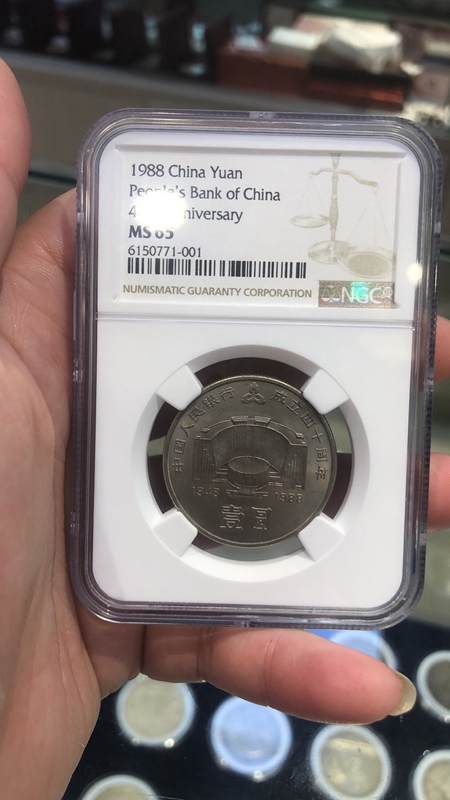 1988 China Yuan
People's Bank of China
Anniversary
MS 65
6150771-001
NUMISMATIC GUARANTY CORPORATION
NGC
中国人民银行 成立四十周年
1948 1988
壹圆